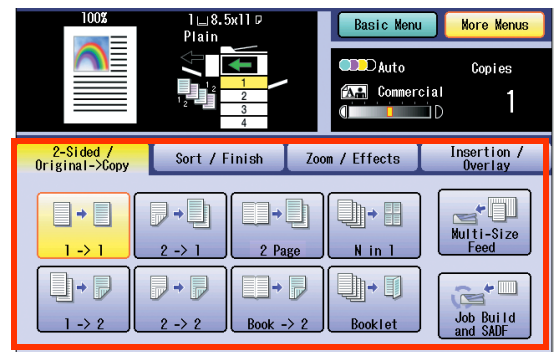 100%
1 8.5x11
Plain
1 2
1
2
3
4
Basic Menu
More Menus
Auto
Copies
A
Commercial
1
D
2-Sided /
Original->Copy
Sort / Finish
Zoom / Effects
Insertion /
Overlay
1 -> 1
2 -> 1
2 Page
N in 1
Multi-Size
Feed
1 -> 2
2 -> 2
Book -> 2
Booklet
Job Build
and SADF